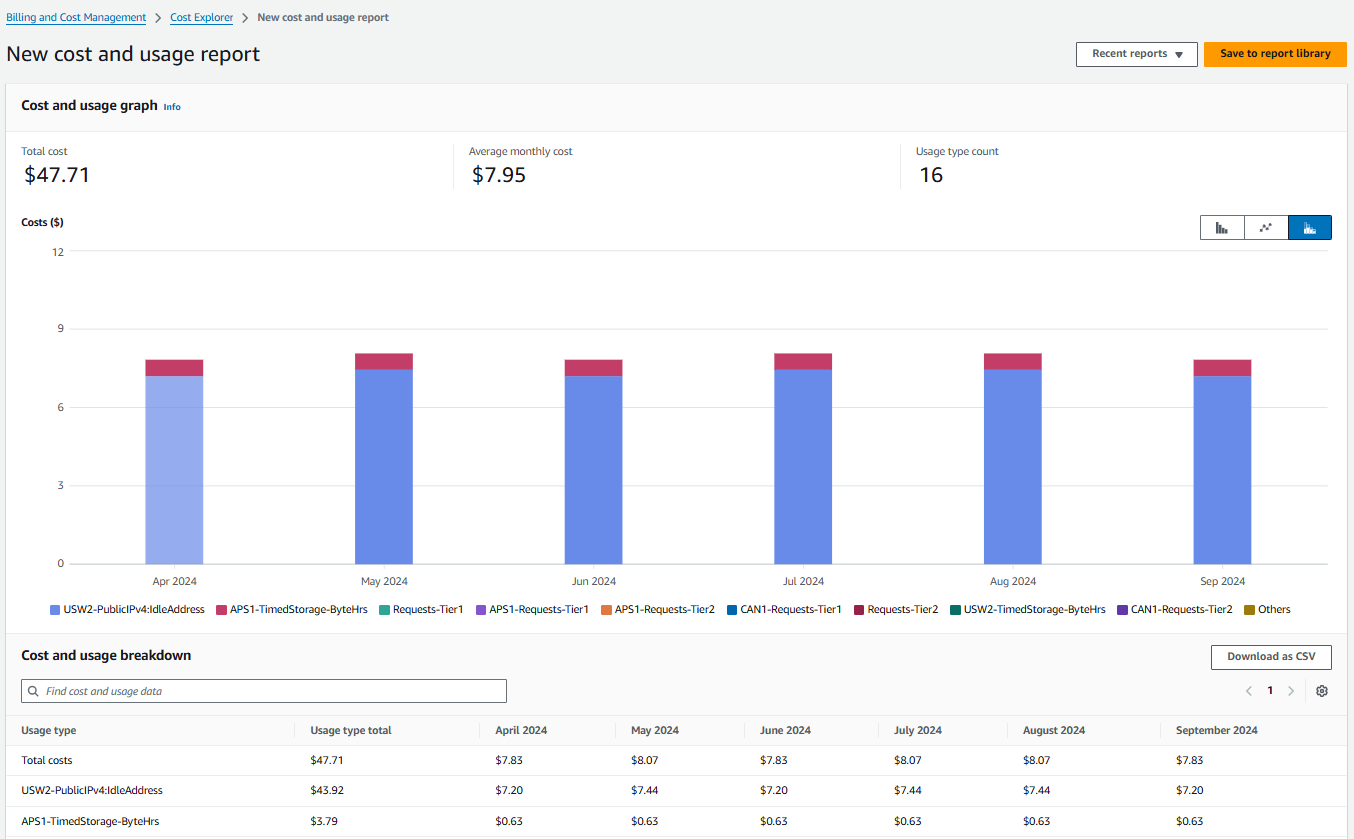 Billing and Cost Management > Cost Explorer > New cost and usage report
New cost and usage report
Recent reports ▼
Save to report library
Cost and usage graph Info
Total cost
$47.71
Average monthly cost
$7.95
Usage type count
16
Costs ($)
12
9
6
3
0
Apr 2024 May 2024 Jun 2024 Jul 2024 Aug 2024 Sep 2024
USW2-PublicIPv4:IdleAddress APS1-TimedStorage-ByteHrs Requests-Tier1 APS1-Requests-Tier1 APS1-Requests-Tier2 CAN1-Requests-Tier1 Requests-Tier2 USW2-TimedStorage-ByteHrs CAN1-Requests-Tier2 Others
Cost and usage breakdown
Download as CSV
Find cost and usage data
< 1 >
Usage type Usage type total April 2024 May 2024 June 2024 July 2024 August 2024 September 2024
Total costs $47.71 $7.83 $8.07 $7.83 $8.07 $8.07 $7.83
USW2-PublicIPv4:IdleAddress $43.92 $7.20 $7.44 $7.20 $7.44 $7.44 $7.20
APS1-TimedStorage-ByteHrs $3.79 $0.63 $0.63 $0.63 $0.63 $0.63 $0.63